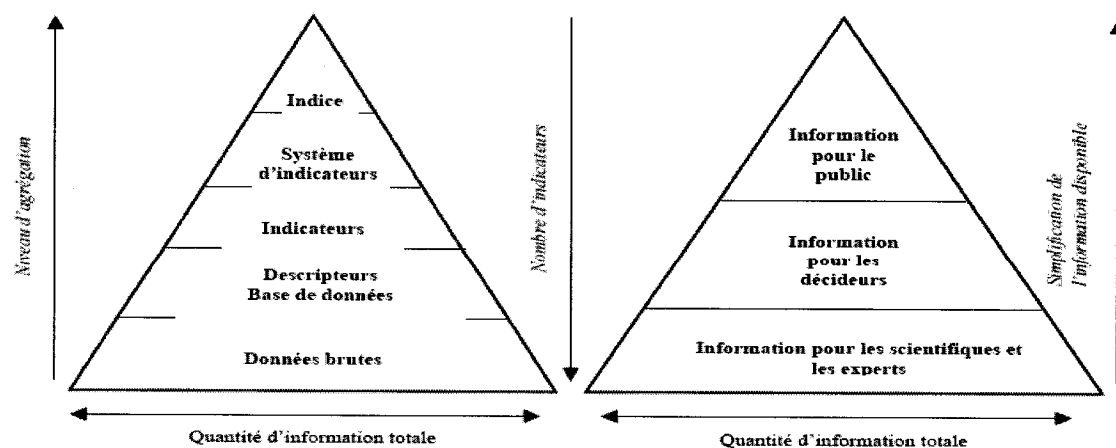 Niveau d'agrégation
Indice
Système
d'indicateurs
Indicateurs
Descripteurs
Base de données
Données brutes
Quantité d'information totale
Nombre d'indicateurs
Information
pour le
public
Information
pour les
décideurs
Information pour les scientifiques et
les experts
Quantité d'information totale
Simplification de
l'information disponible